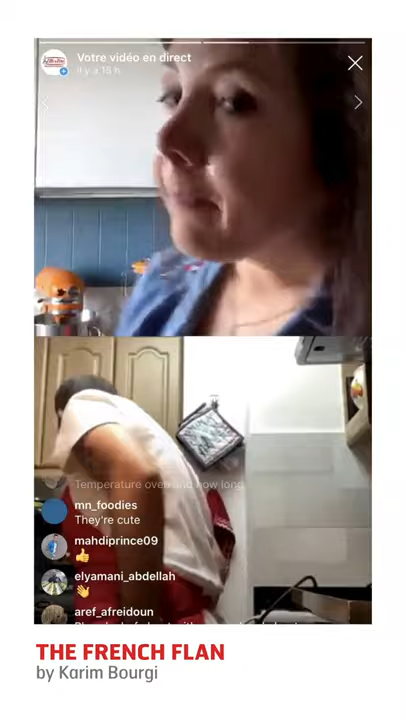 Votre vidéo en direct
il y a 15 h
Temperature oven and how long
mn_foodies
They're cute
mahdiprince09
👍
elyamani_abdellah
👋
aref_afreidoun
THE FRENCH FLAN
by Karim Bourgi